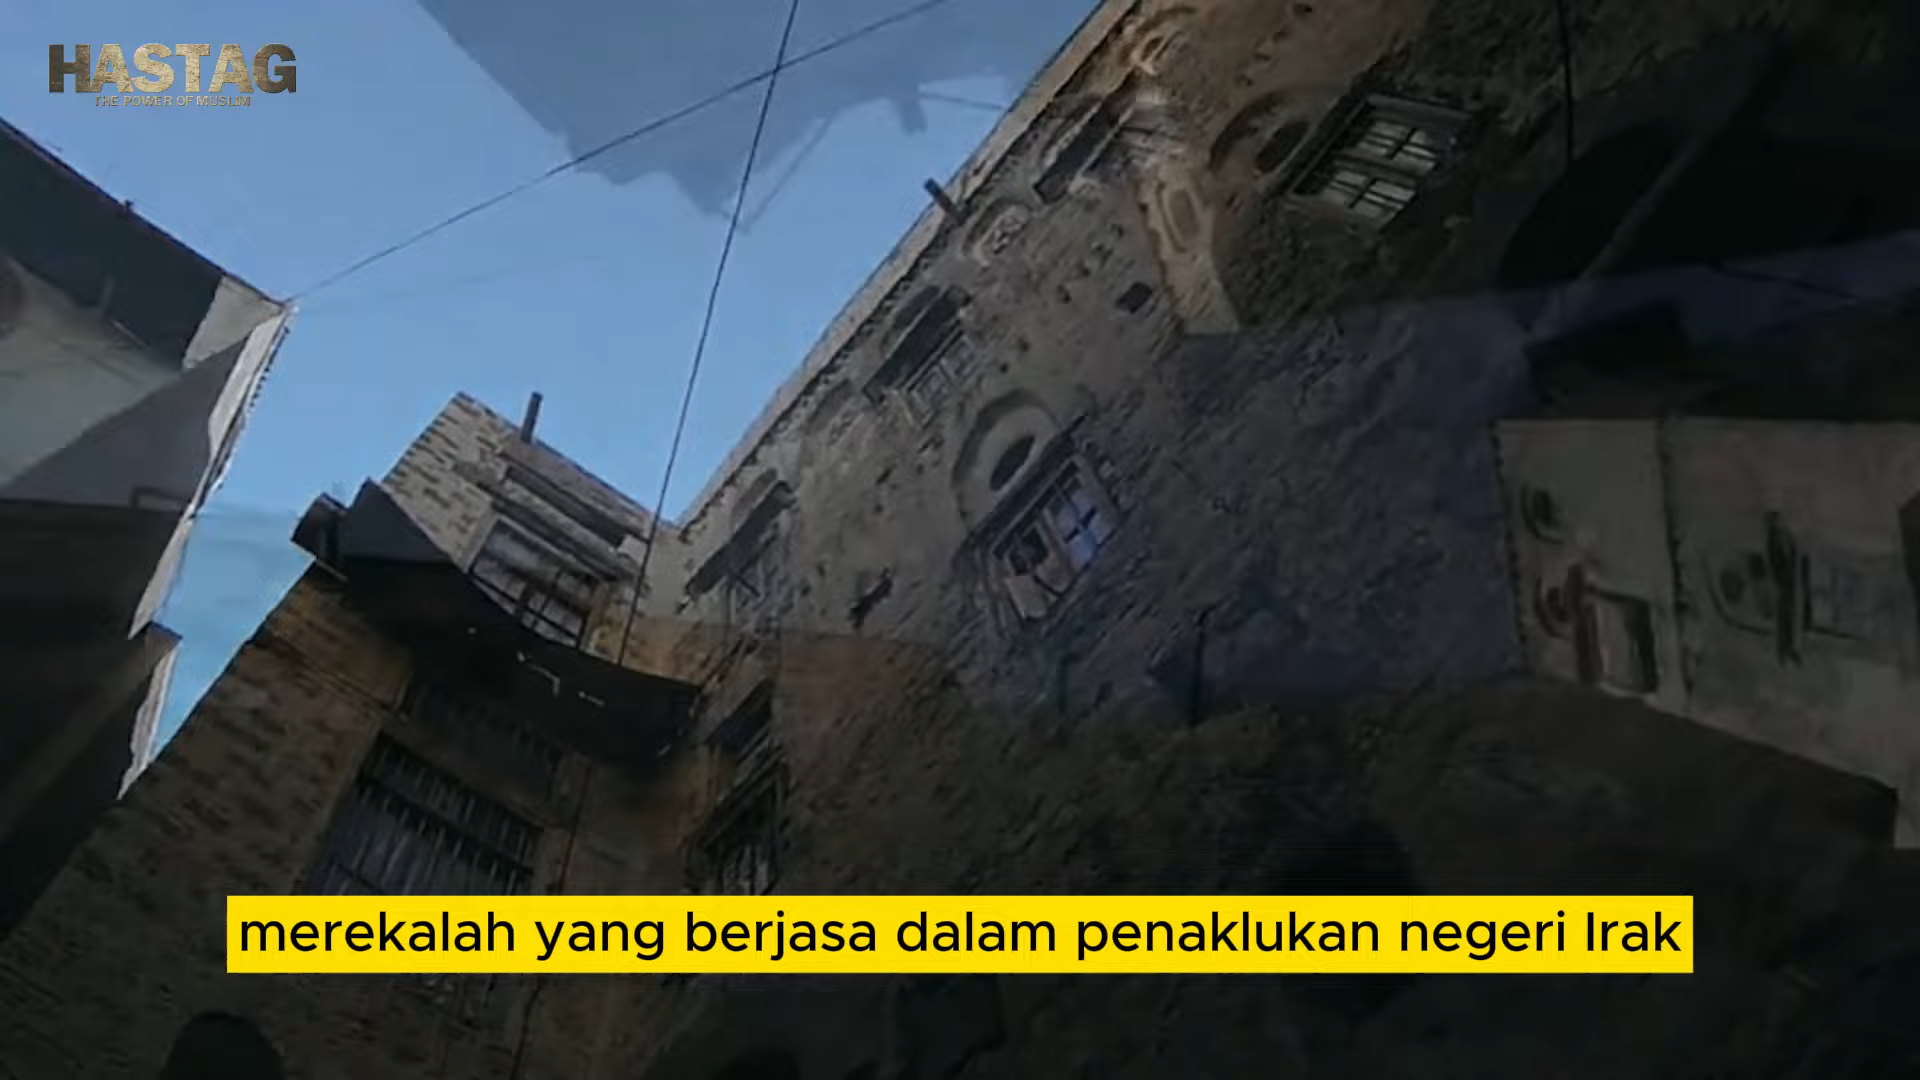 HASTAG
THE POWER OF MUSLIM
merekalah yang berjasa dalam penaklukan negeri Irak